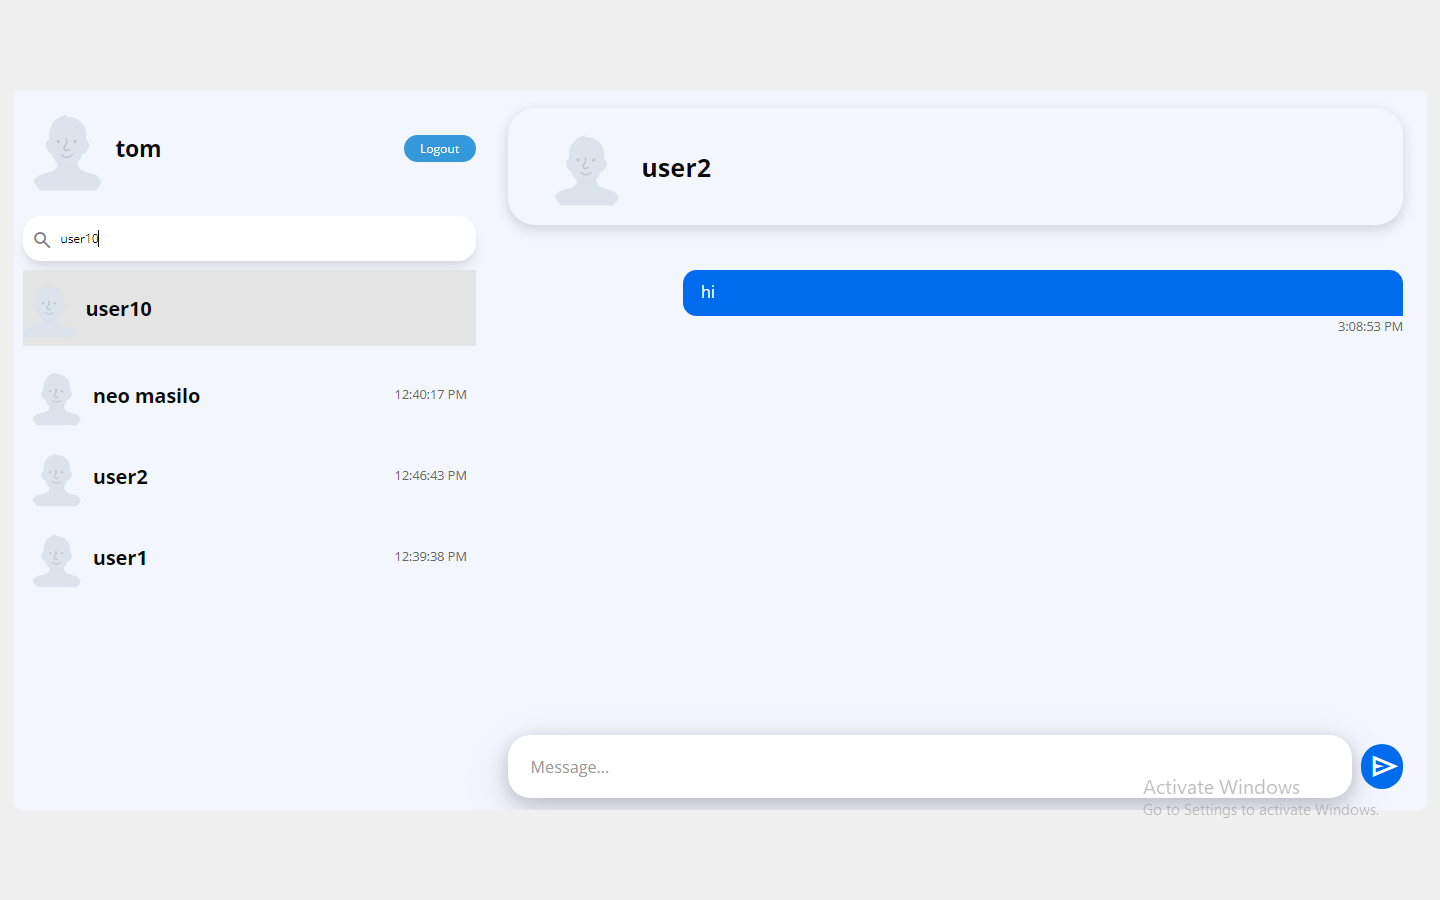 tom
Logout
user10
user10
neo masilo
12:40:17 PM
user2
12:46:43 PM
user1
12:39:38 PM
user2
hi
3:08:53 PM
Message...
Activate Windows
Go to Settings to activate Windows.